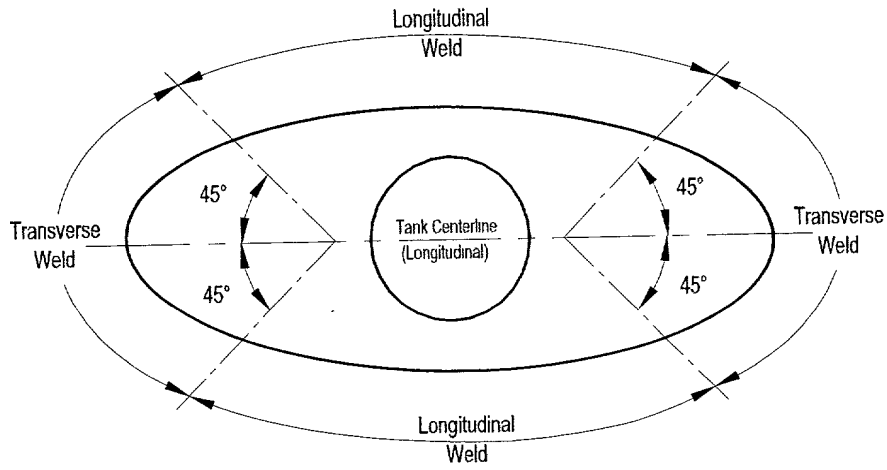 Longitudinal
Weld
45°
45°
Transverse
Weld
Tank Centerline
(Longitudinal)
Transverse
Weld
45°
45°
Longitudinal
Weld